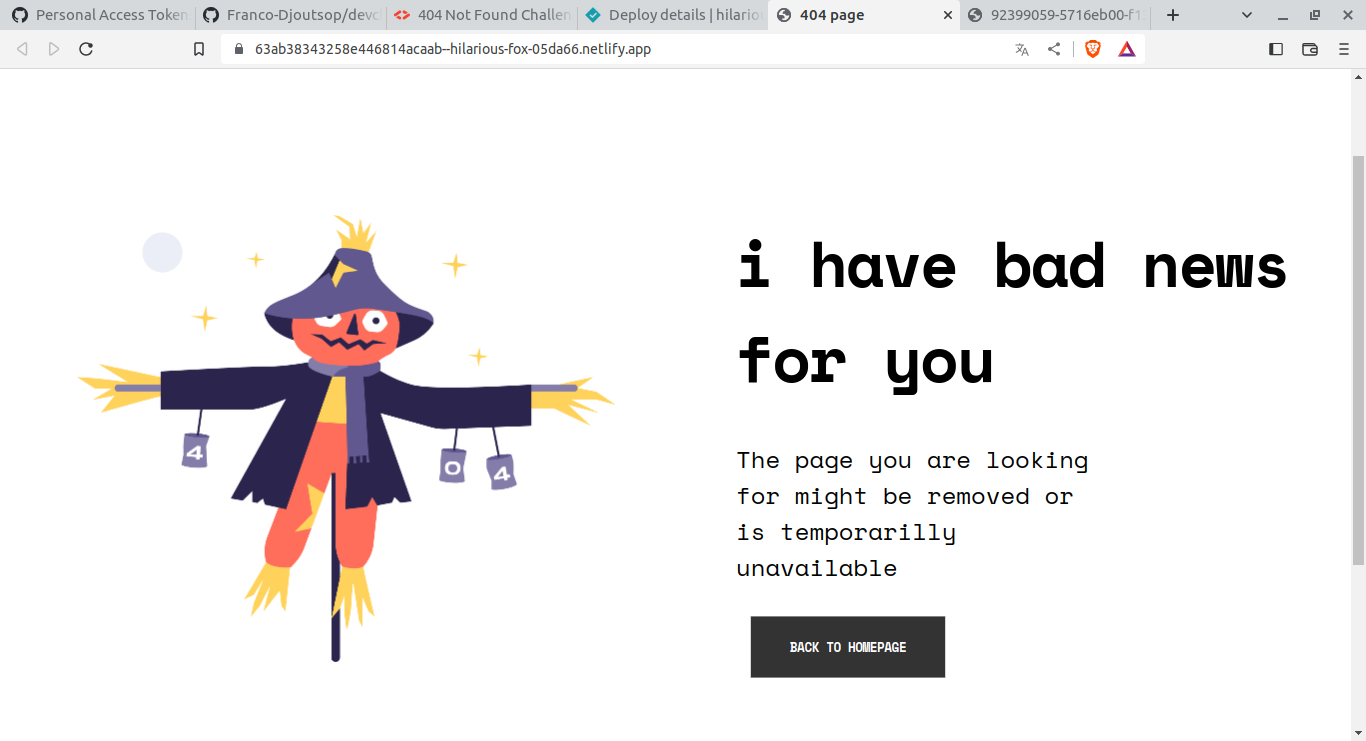 Personal Access Token
Franco-Djoutsop/devc
404 Not Found Challen
Deploy details | hilario
404 page
92399059-5716eb00-f1
63ab38343258e446814acaab--hilarious-fox-05da66.netlify.app
i have bad news
for you
4
0
4
The page you are looking
for might be removed or
is temporarilly
unavailable
BACK TO HOMEPAGE